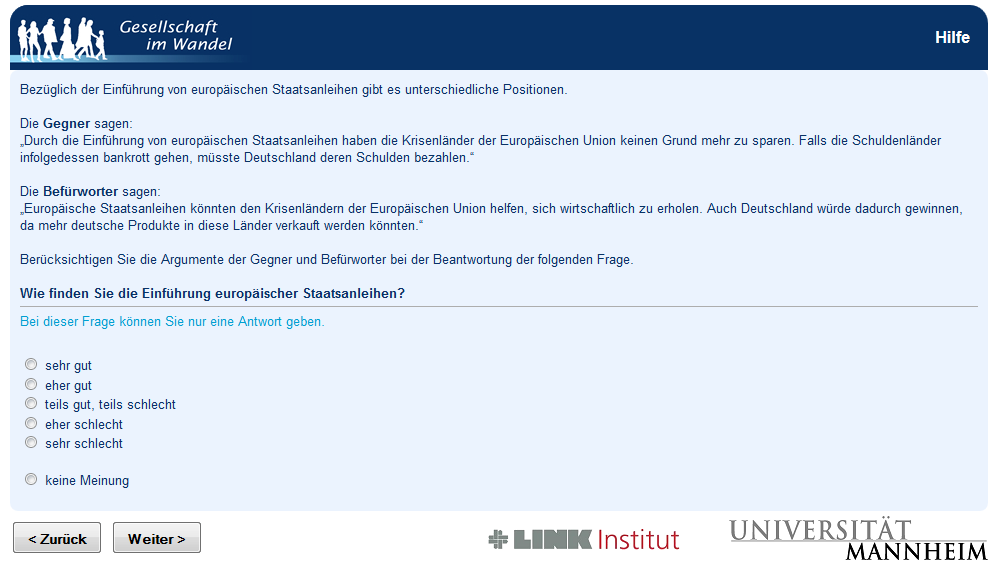 Gesellschaft
im Wandel
Hilfe
Bezüglich der Einführung von europäischen Staatsanleihen gibt es unterschiedliche Positionen.
Die Gegner sagen:
„Durch die Einführung von europäischen Staatsanleihen haben die Krisenländer der Europäischen Union keinen Grund mehr zu sparen. Falls die Schuldenländer
infolgedessen bankrott gehen, müsste Deutschland deren Schulden bezahlen.“
Die Befürworter sagen:
„Europäische Staatsanleihen könnten den Krisenländern der Europäischen Union helfen, sich wirtschaftlich zu erholen. Auch Deutschland würde dadurch gewinnen,
da mehr deutsche Produkte in diese Länder verkauft werden könnten.“
Berücksichtigen Sie die Argumente der Gegner und Befürworter bei der Beantwortung der folgenden Frage.
Wie finden Sie die Einführung europäischer Staatsanleihen?
Bei dieser Frage können Sie nur eine Antwort geben.
sehr gut
eher gut
teils gut, teils schlecht
eher schlecht
sehr schlecht
keine Meinung
< Zurück
Weiter >
LINK Institut
UNIVERSITÄT
MANNHEIM